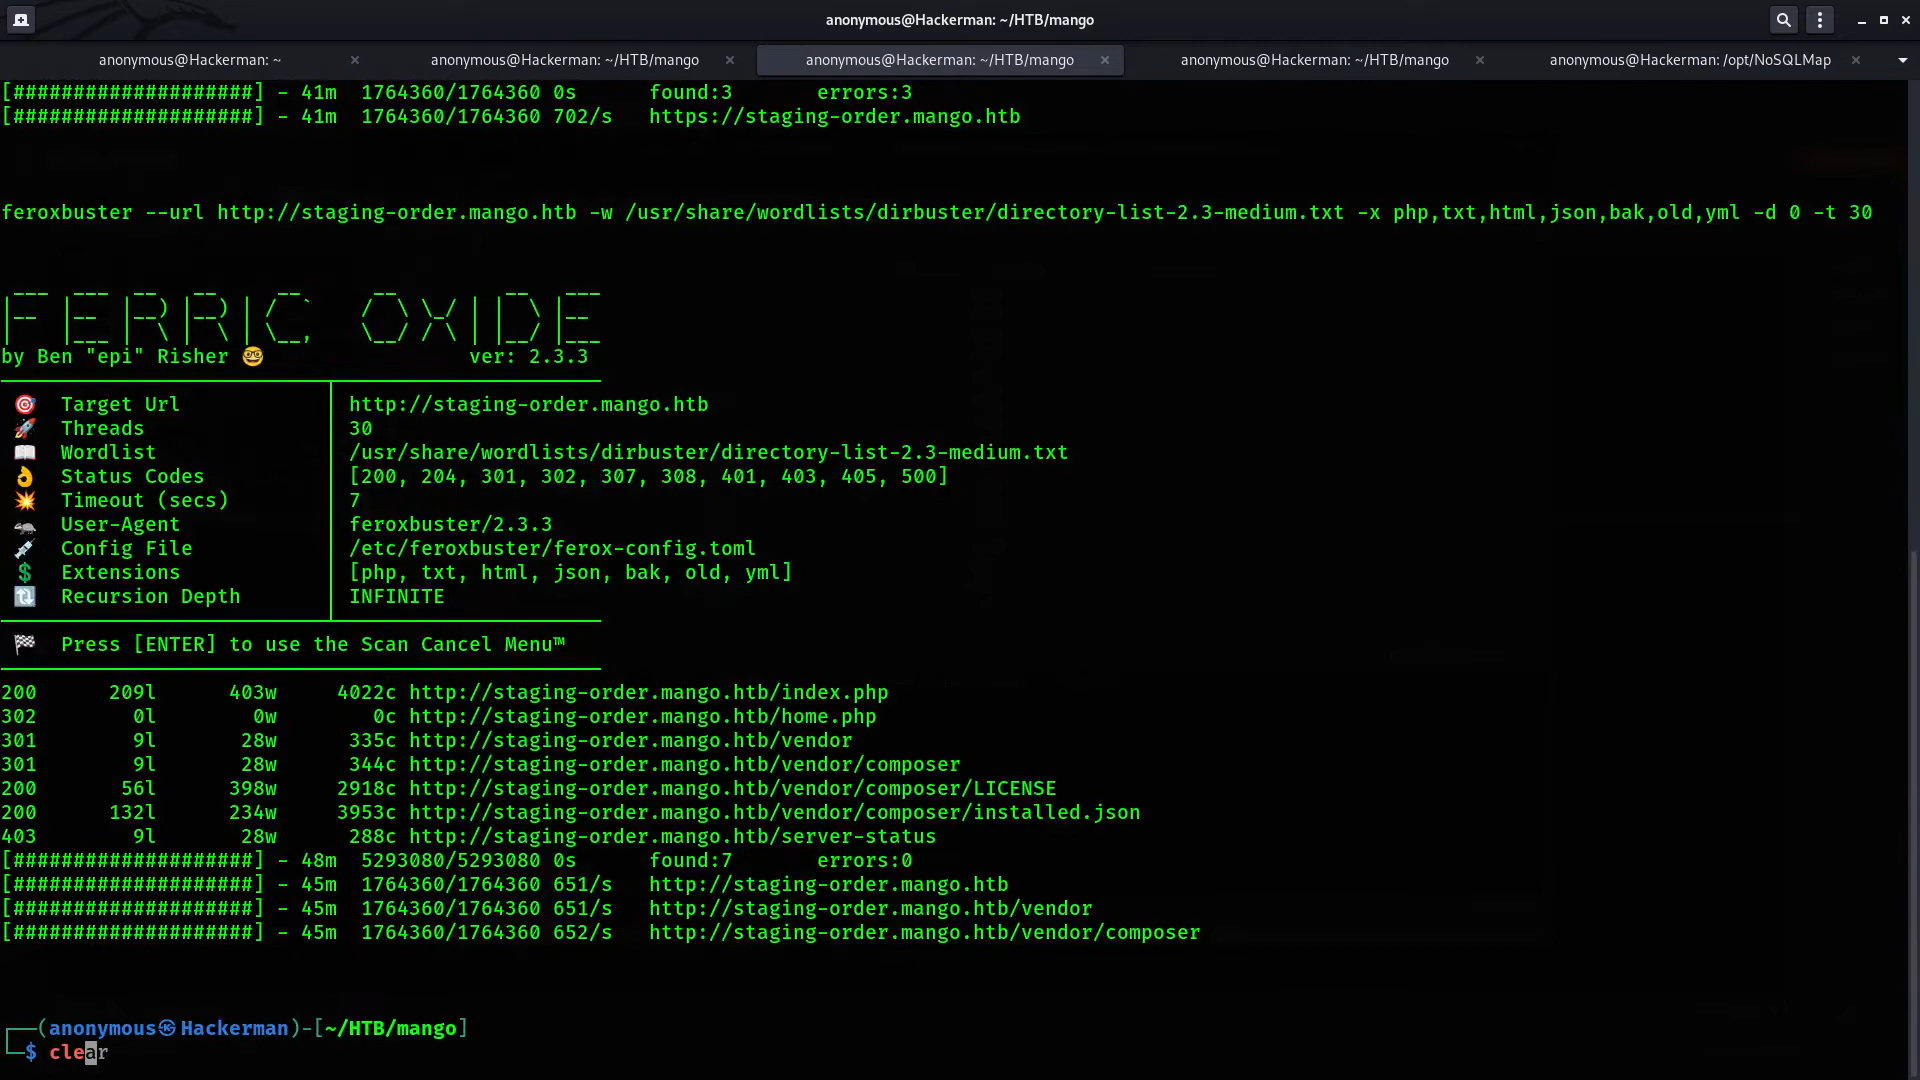 anonymous@Hackerman: ~/HTB/mango
anonymous@Hackerman: ~ anonymous@Hackerman: ~/HTB/mango anonymous@Hackerman: ~/HTB/mango anonymous@Hackerman: ~/HTB/mango anonymous@Hackerman: /opt/NoSQLMap
[####################] - 41m 1764360/1764360 0s found:3 errors:3
[####################] - 41m 1764360/1764360 702/s https://staging-order.mango.htb
feroxbuster --url http://staging-order.mango.htb -w /usr/share/wordlists/dirbuster/directory-list-2.3-medium.txt -x php,txt,html,json,bak,old,yml -d 0 -t 30
FERRIC OXIDE
by Ben "epi" Risher 🤓 ver: 2.3.3
🎯 Target Url http://staging-order.mango.htb
🚀 Threads 30
📖 Wordlist /usr/share/wordlists/dirbuster/directory-list-2.3-medium.txt
👌 Status Codes [200, 204, 301, 302, 307, 308, 401, 403, 405, 500]
💥 Timeout (secs) 7
🦡 User-Agent feroxbuster/2.3.3
💉 Config File /etc/feroxbuster/ferox-config.toml
💲 Extensions [php, txt, html, json, bak, old, yml]
🔃 Recursion Depth INFINITE
🏁 Press [ENTER] to use the Scan Cancel Menu™
200 209l 403w 4022c http://staging-order.mango.htb/index.php
302 0l 0w 0c http://staging-order.mango.htb/home.php
301 9l 28w 335c http://staging-order.mango.htb/vendor
301 9l 28w 344c http://staging-order.mango.htb/vendor/composer
200 56l 398w 2918c http://staging-order.mango.htb/vendor/composer/LICENSE
200 132l 234w 3953c http://staging-order.mango.htb/vendor/composer/installed.json
403 9l 28w 288c http://staging-order.mango.htb/server-status
[####################] - 48m 5293080/5293080 0s found:7 errors:0
[####################] - 45m 1764360/1764360 651/s http://staging-order.mango.htb
[####################] - 45m 1764360/1764360 651/s http://staging-order.mango.htb/vendor
[####################] - 45m 1764360/1764360 652/s http://staging-order.mango.htb/vendor/composer
┌──(anonymous㉿Hackerman)-[~/HTB/mango]
└─$ clear